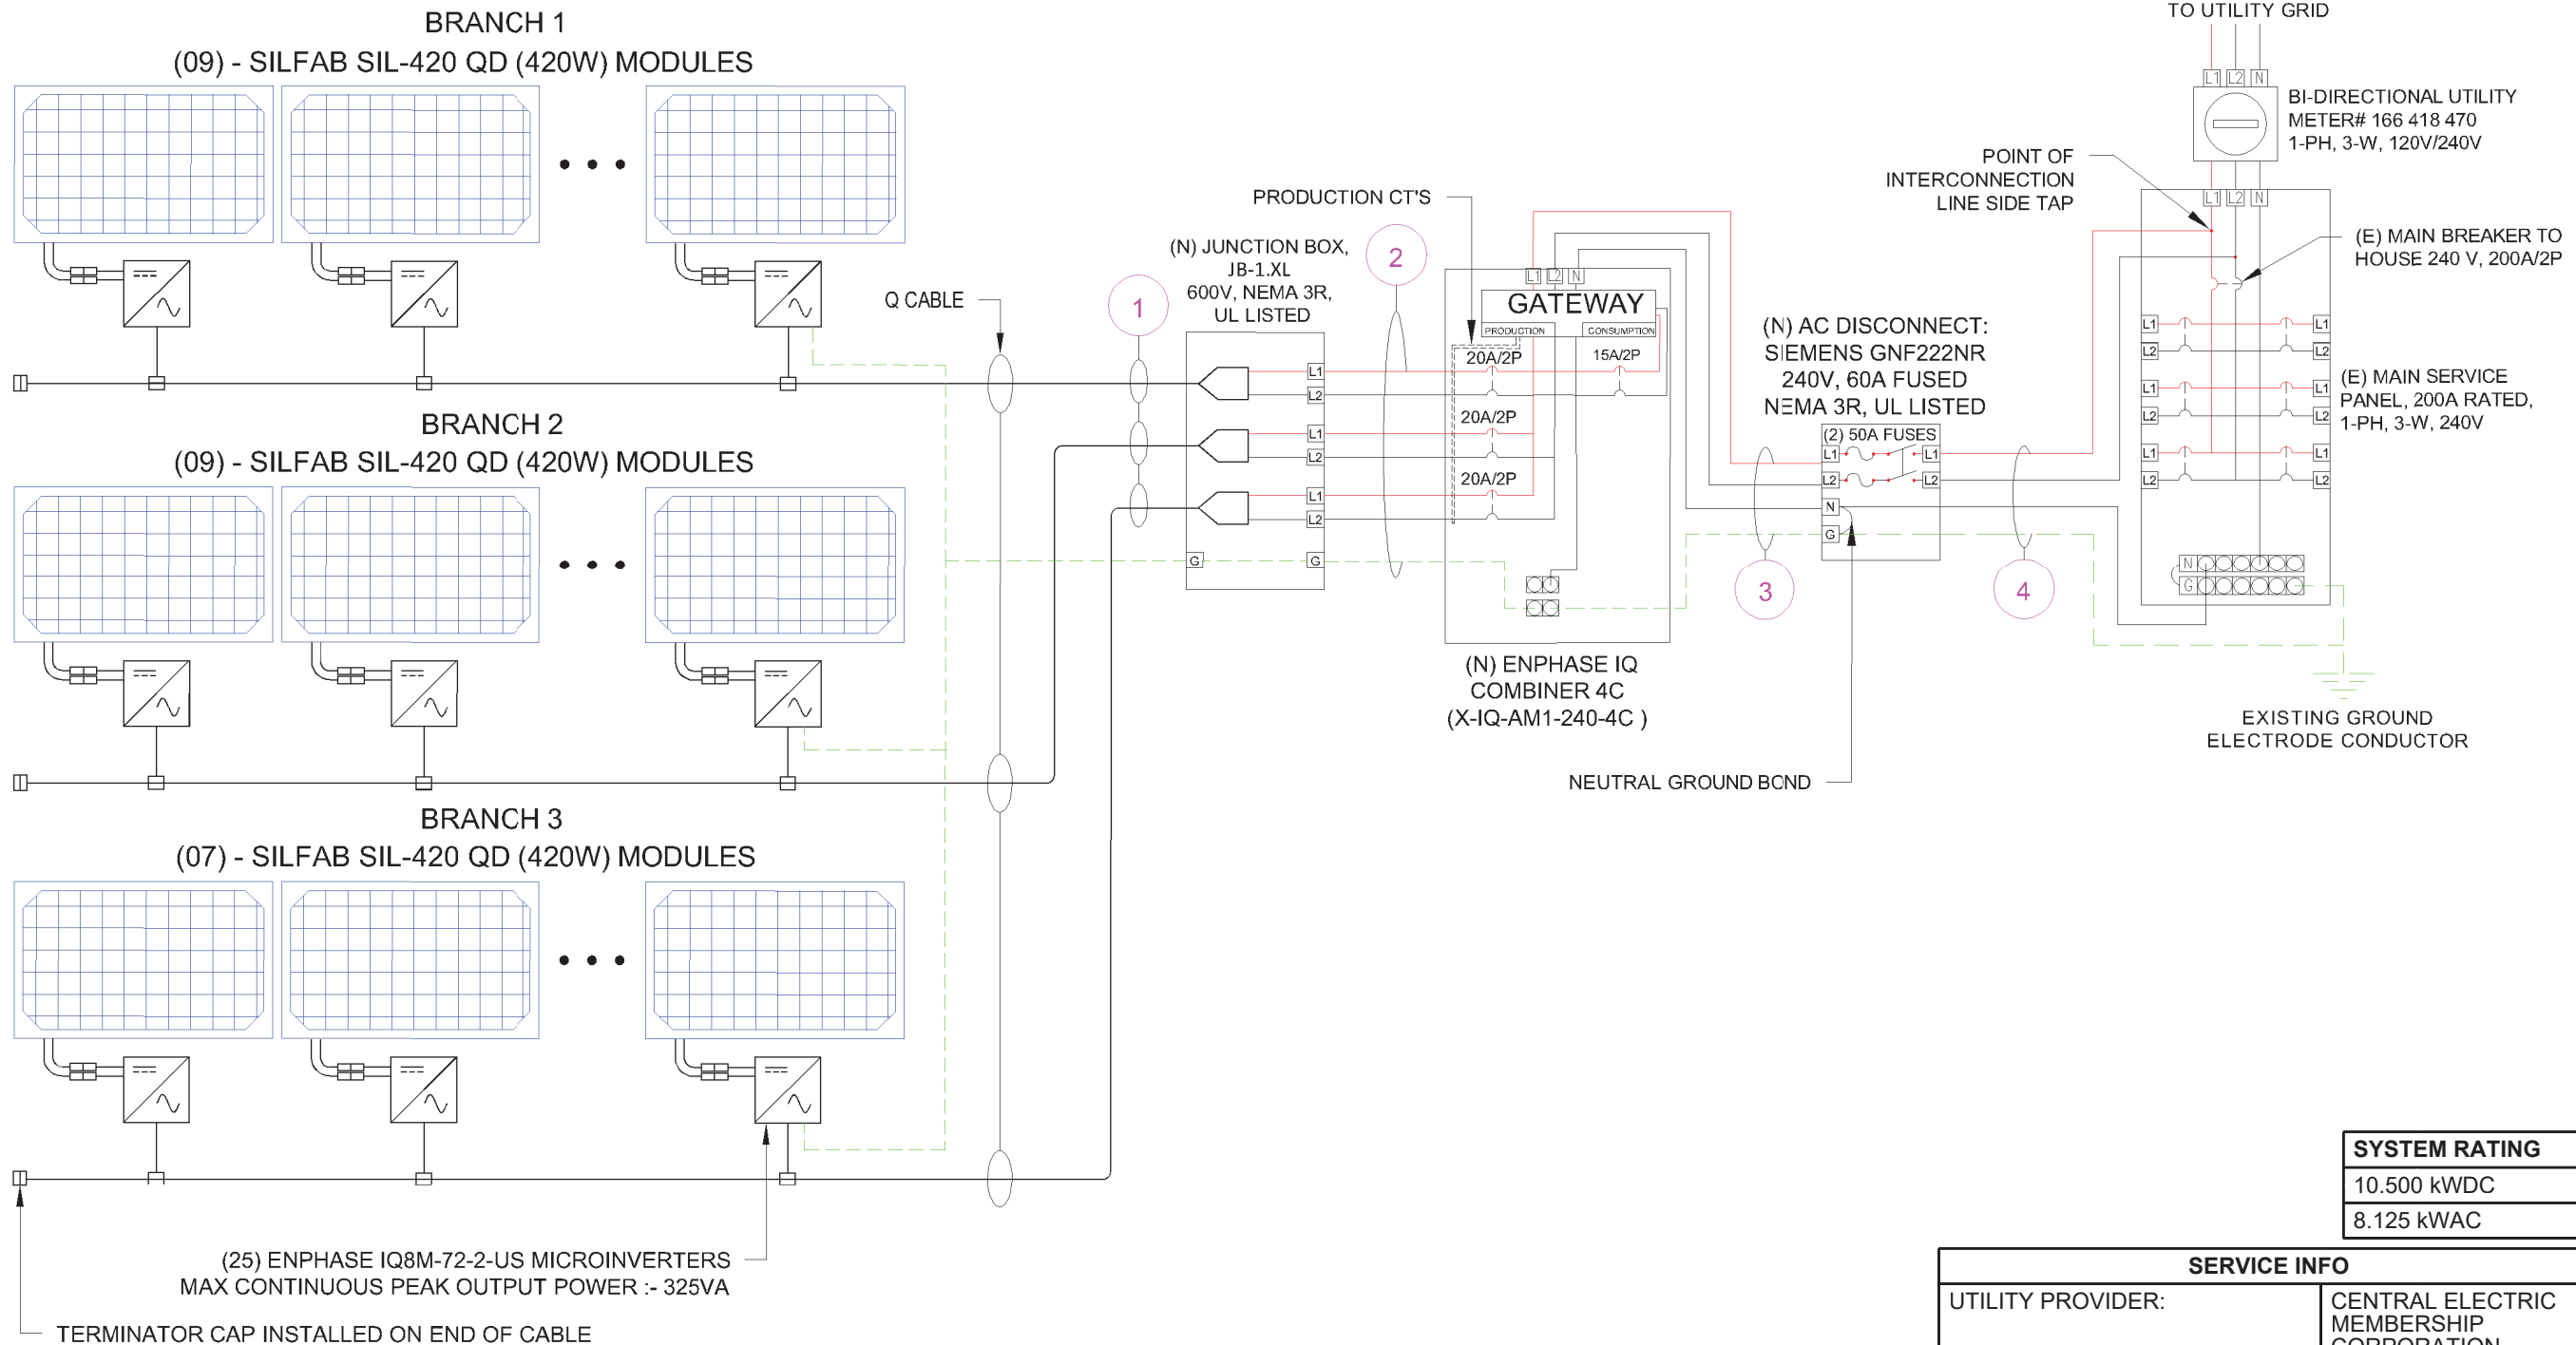 BRANCH 1
(09) - SILFAB SIL-420 QD (420W) MODULES
BRANCH 2
(09) - SILFAB SIL-420 QD (420W) MODULES
BRANCH 3
(07) - SILFAB SIL-420 QD (420W) MODULES
(25) ENPHASE IQ8M-72-2-US MICROINVERTERS
MAX CONTINUOUS PEAK OUTPUT POWER :- 325VA
TERMINATOR CAP INSTALLED ON END OF CABLE
Q CABLE
1
(N) JUNCTION BOX,
JB-1.XL
600V, NEMA 3R,
UL LISTED
L1
L2
L1
L2
L1
L2
G
G
2
PRODUCTION CT'S
L1 L2 N
GATEWAY
PRODUCTION
CONSUMPTION
20A/2P
15A/2P
20A/2P
20A/2P
(N) ENPHASE IQ
COMBINER 4C
(X-IQ-AM1-240-4C )
3
(N) AC DISCONNECT:
SIEMENS GNF222NR
240V, 60A FUSED
NEMA 3R, UL LISTED
(2) 50A FUSES
L1
L1
L2
L2
N
G
NEUTRAL GROUND BOND
4
TO UTILITY GRID
L1 L2 N
BI-DIRECTIONAL UTILITY
METER# 166 418 470
1-PH, 3-W, 120V/240V
POINT OF
INTERCONNECTION
LINE SIDE TAP
L1 L2 N
(E) MAIN BREAKER TO
HOUSE 240 V, 200A/2P
L1
L1
L2
L2
L1
L1
L2
L2
L1
L1
L2
L2
(E) MAIN SERVICE
PANEL, 200A RATED,
1-PH, 3-W, 240V
N
G
EXISTING GROUND
ELECTRODE CONDUCTOR
SYSTEM RATING
10.500 kWDC
8.125 kWAC
SERVICE INFO
UTILITY PROVIDER:
CENTRAL ELECTRIC
MEMBERSHIP
CORPORATION